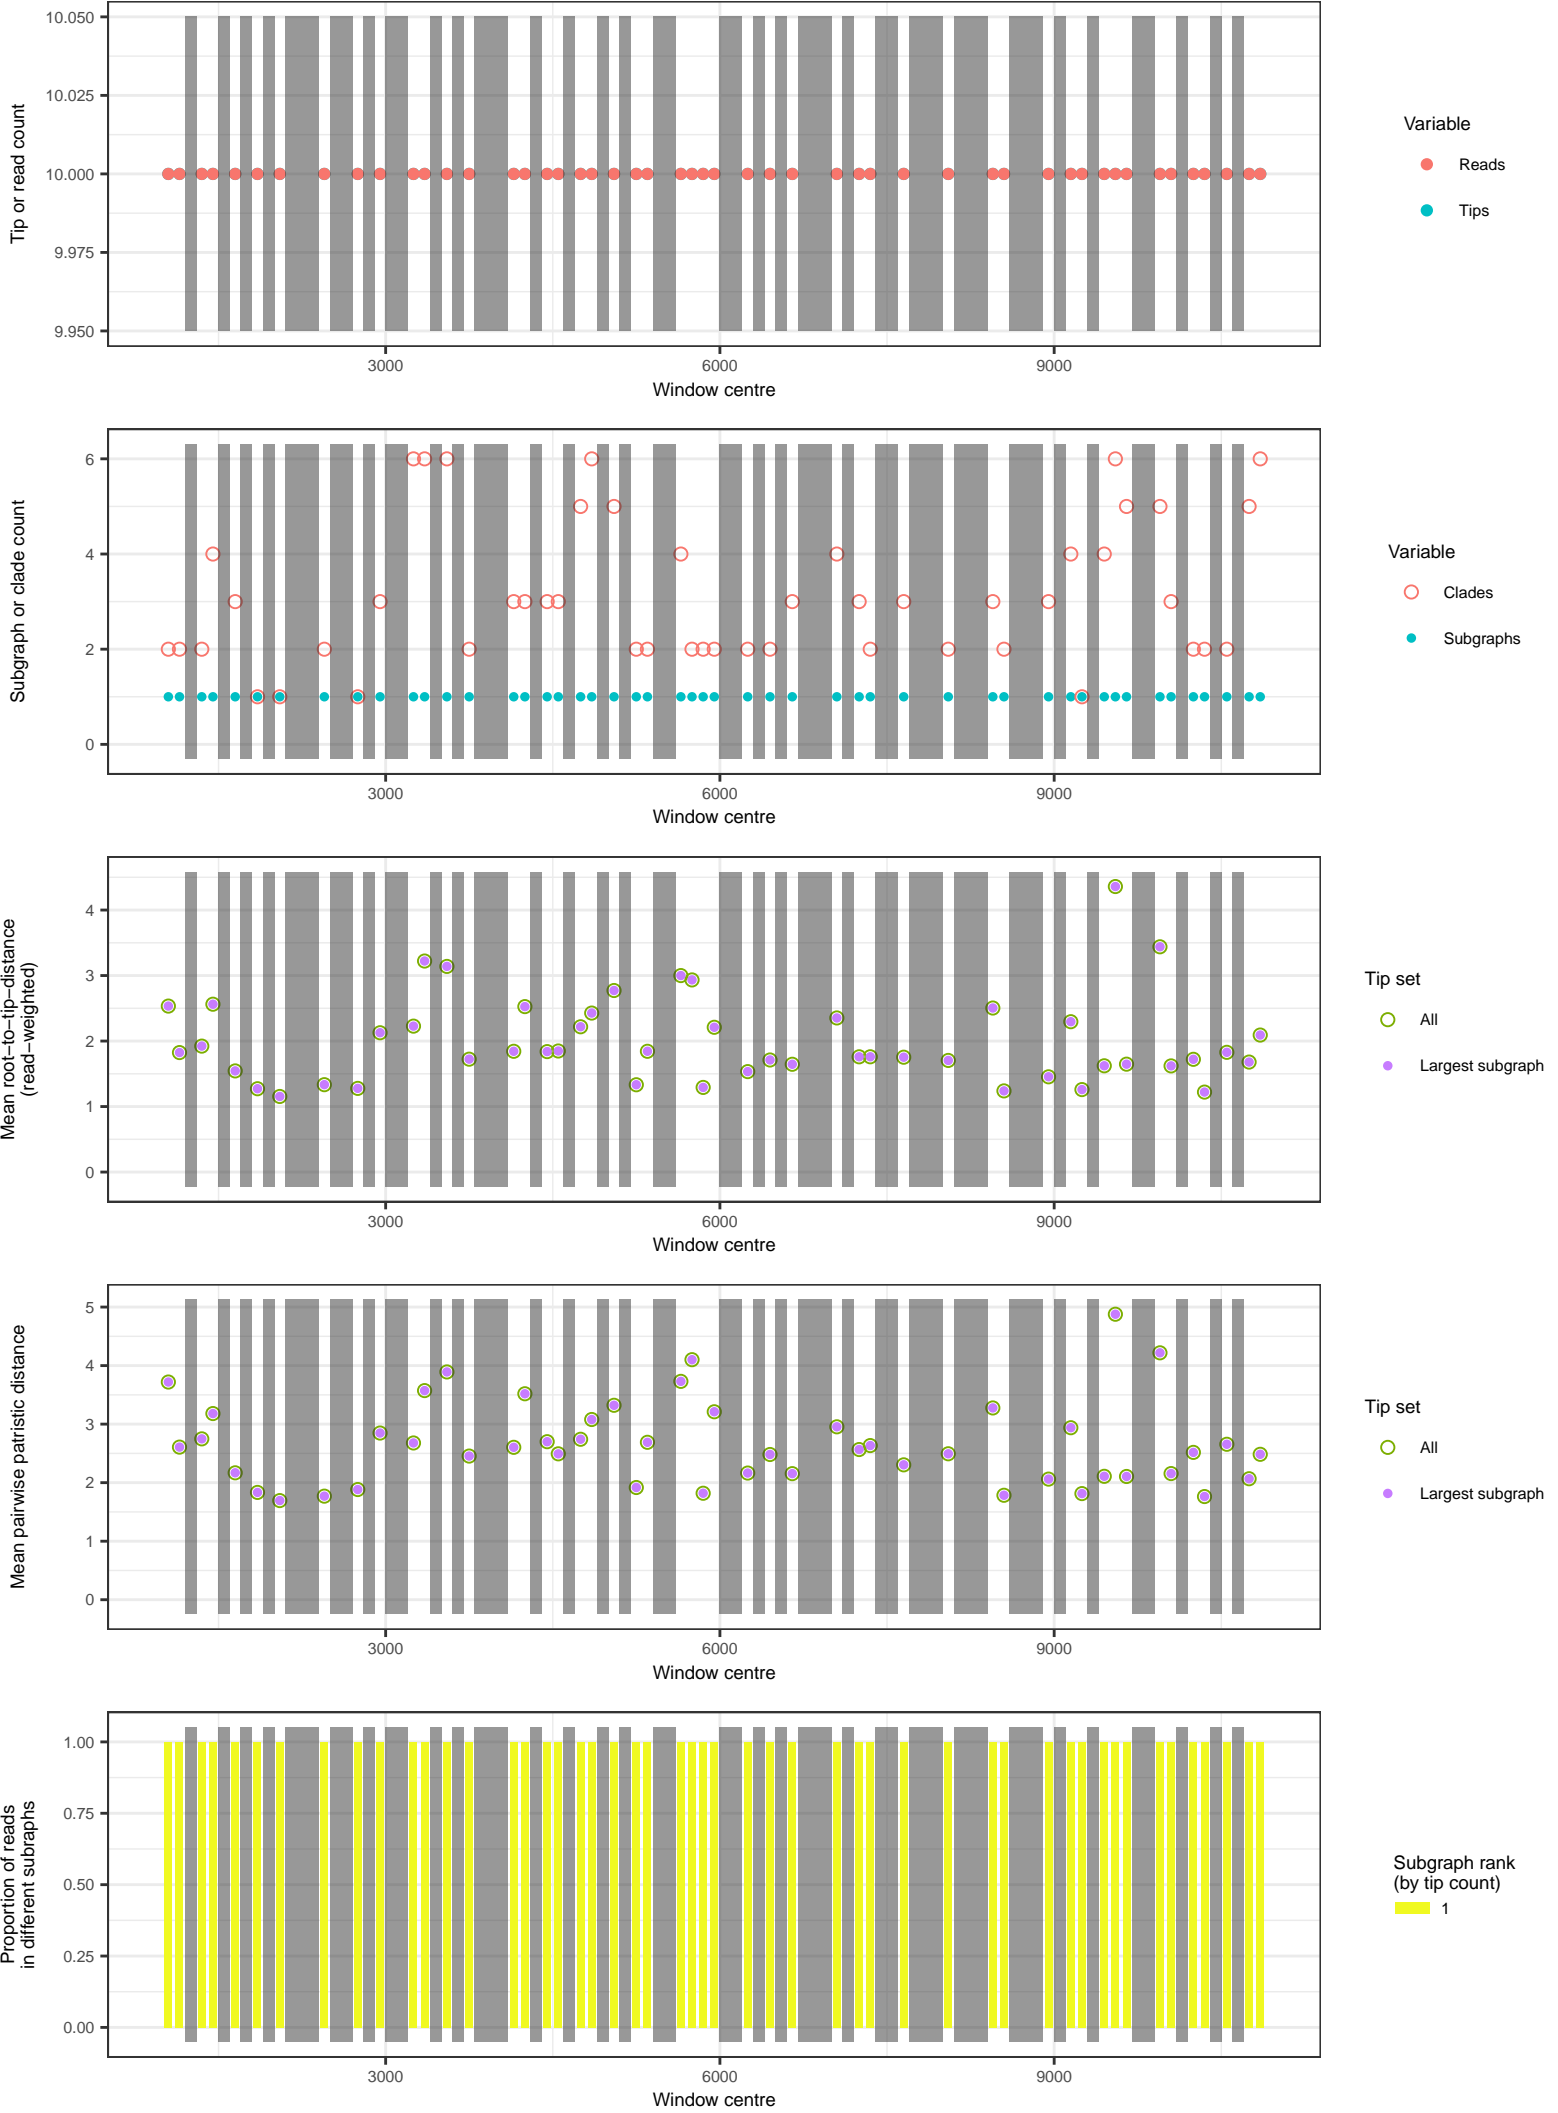 10.050
10.025
10.000
9.975
9.950
Tip or read count
3000 6000 9000
Window centre
Variable
Reads
Tips
6
4
2
0
Subgraph or clade count
3000 6000 9000
Window centre
Variable
Clades
Subgraphs
4
3
2
1
0
Mean root−to−tip−distance
(read−weighted)
3000 6000 9000
Window centre
Tip set
All
Largest subgraph
5
4
3
2
1
0
Mean pairwise patristic distance
3000 6000 9000
Window centre
Tip set
All
Largest subgraph
1.00
0.75
0.50
0.25
0.00
Proportion of reads
in different subraphs
3000 6000 9000
Window centre
Subgraph rank
(by tip count)
1